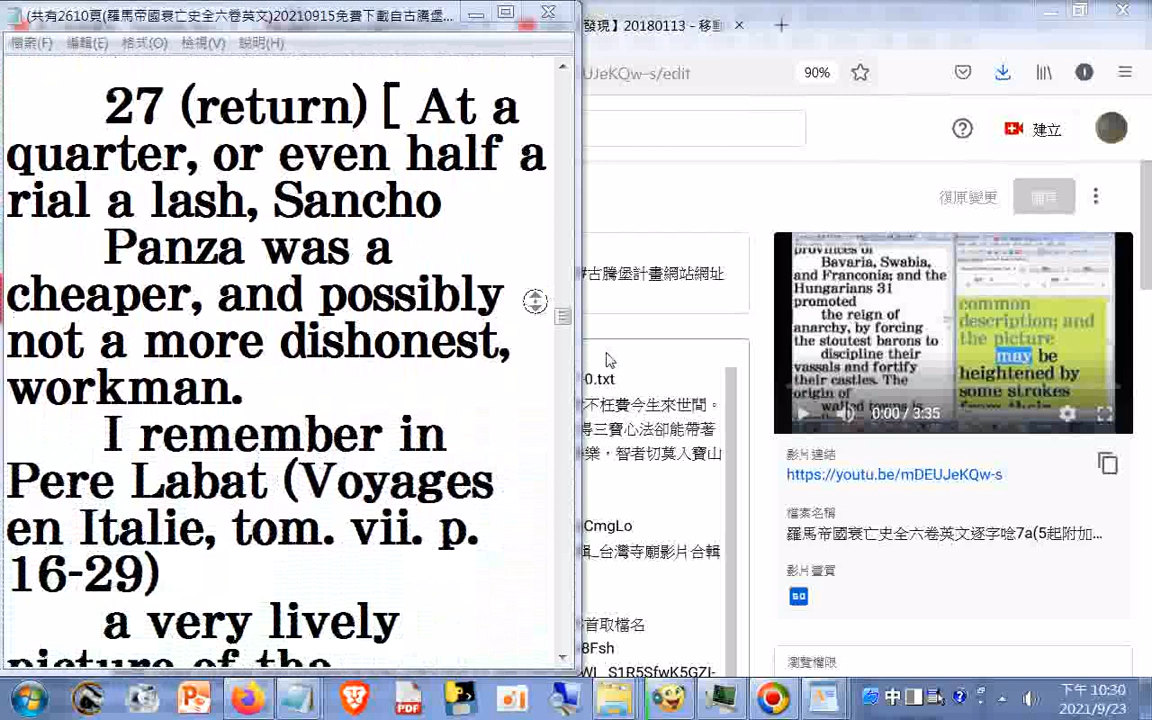 (共有2610頁(羅馬帝國衰亡史全六卷英文)20210915免費下載自古騰堡...
檔案(F) 編輯(E) 格式(O) 檢視(V) 說明(H)
27 (return) [ At a
quarter, or even half a
rial a lash, Sancho
Panza was a
cheaper, and possibly
not a more dishonest,
workman.
I remember in
Pere Labat (Voyages
en Italie, tom. vii. p.
16-29)
a very lively
picture of the
發現】20180113 - 移動
UJeKQw-s/edit
90%
建立
復原變更
#古騰堡計畫網站網址
0.txt
不枉費今生來世間。
得三寶心法卻能帶著
樂，智者切莫入寶山
CmgLo
輯_台灣寺廟影片合輯
首取檔名
8Fsh
WI_S1R5SfwK5GZI-
provinces of
Bavaria, Swabia,
and Franconia; and the
Hungarians 31
promoted
the reign of
anarchy, by forcing
the stoutest barons to
discipline their
vassals and fortify
their castles. The
origin of
walled towns is
common
description; and
the picture
may be
heightened by
some strokes
0:00 / 3:35
影片連結
https://youtu.be/mDEUJeKQw-s
檔案名稱
羅馬帝國衰亡史全六卷英文逐字唸7a(5起附加...
影片畫質
SD
瀏覽權限
中
下午 10:30
2021/9/23